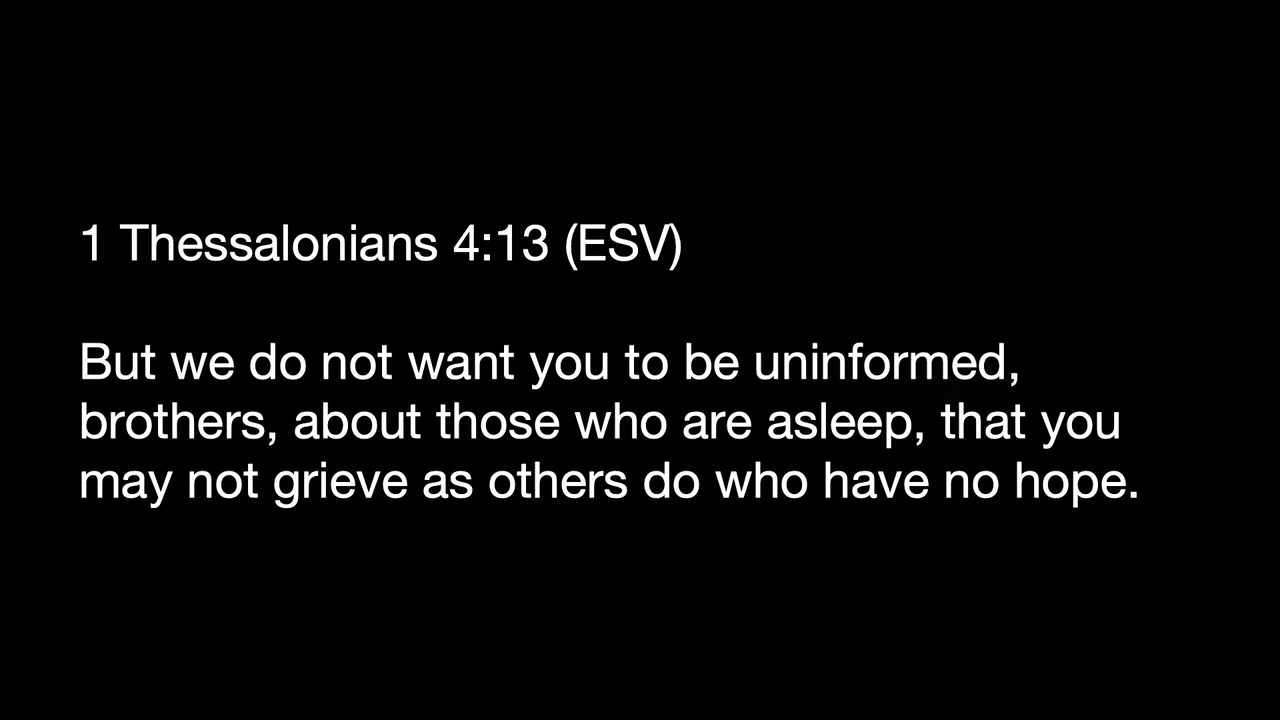 1 Thessalonians 4:13 (ESV)
But we do not want you to be uninformed,
brothers, about those who are asleep, that you
may not grieve as others do who have no hope.